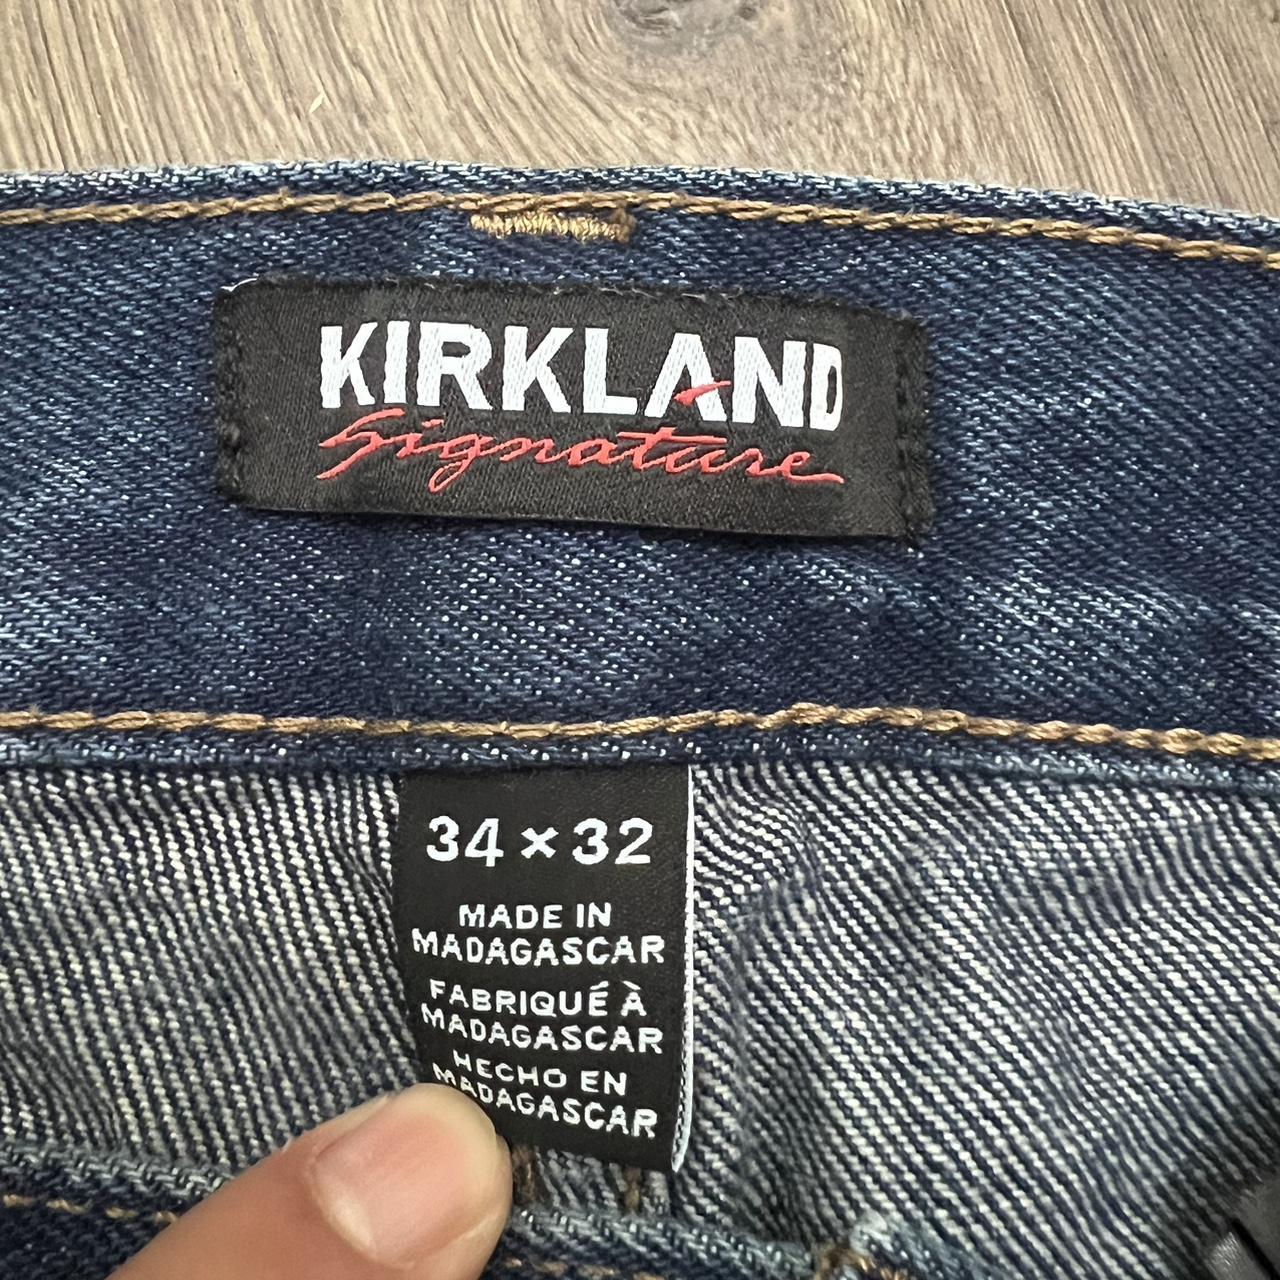 KIRKLAND
Signature
34 × 32
MADE IN
MADAGASCAR
FABRIQUÉ À
MADAGASCAR
HECHO EN
MADAGASCAR